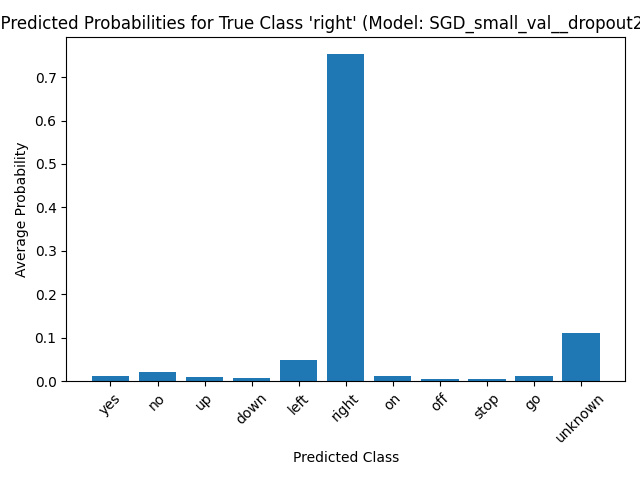 Predicted Probabilities for True Class 'right' (Model: SGD_small_val__dropout2
Average Probability
0.7
0.6
0.5
0.4
0.3
0.2
0.1
0.0
yes
no
up
down
left
right
on
off
stop
go
unknown
Predicted Class